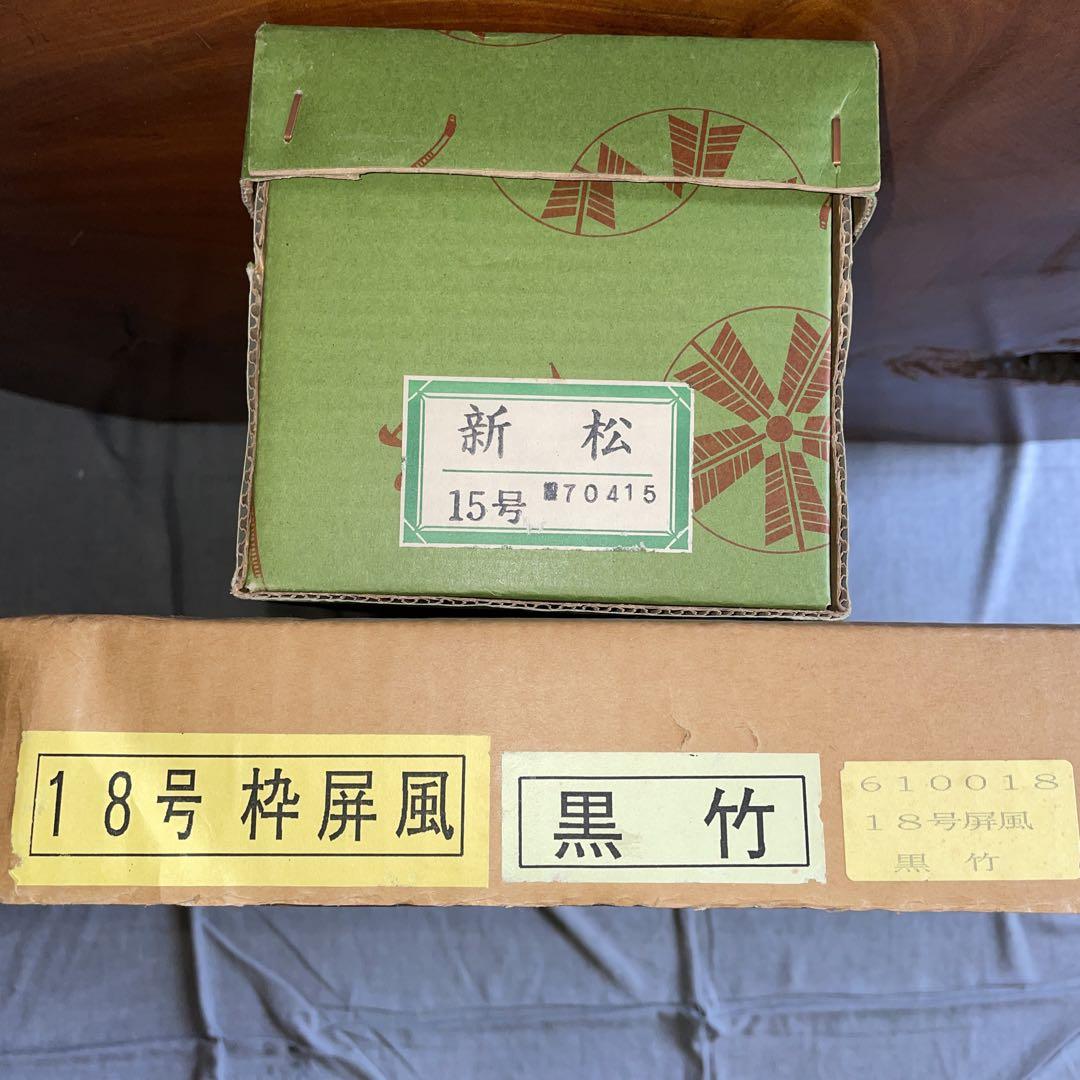 新 松
15号
70415
18号枠屏風
黒 竹
610018
18号屏風
黒 竹